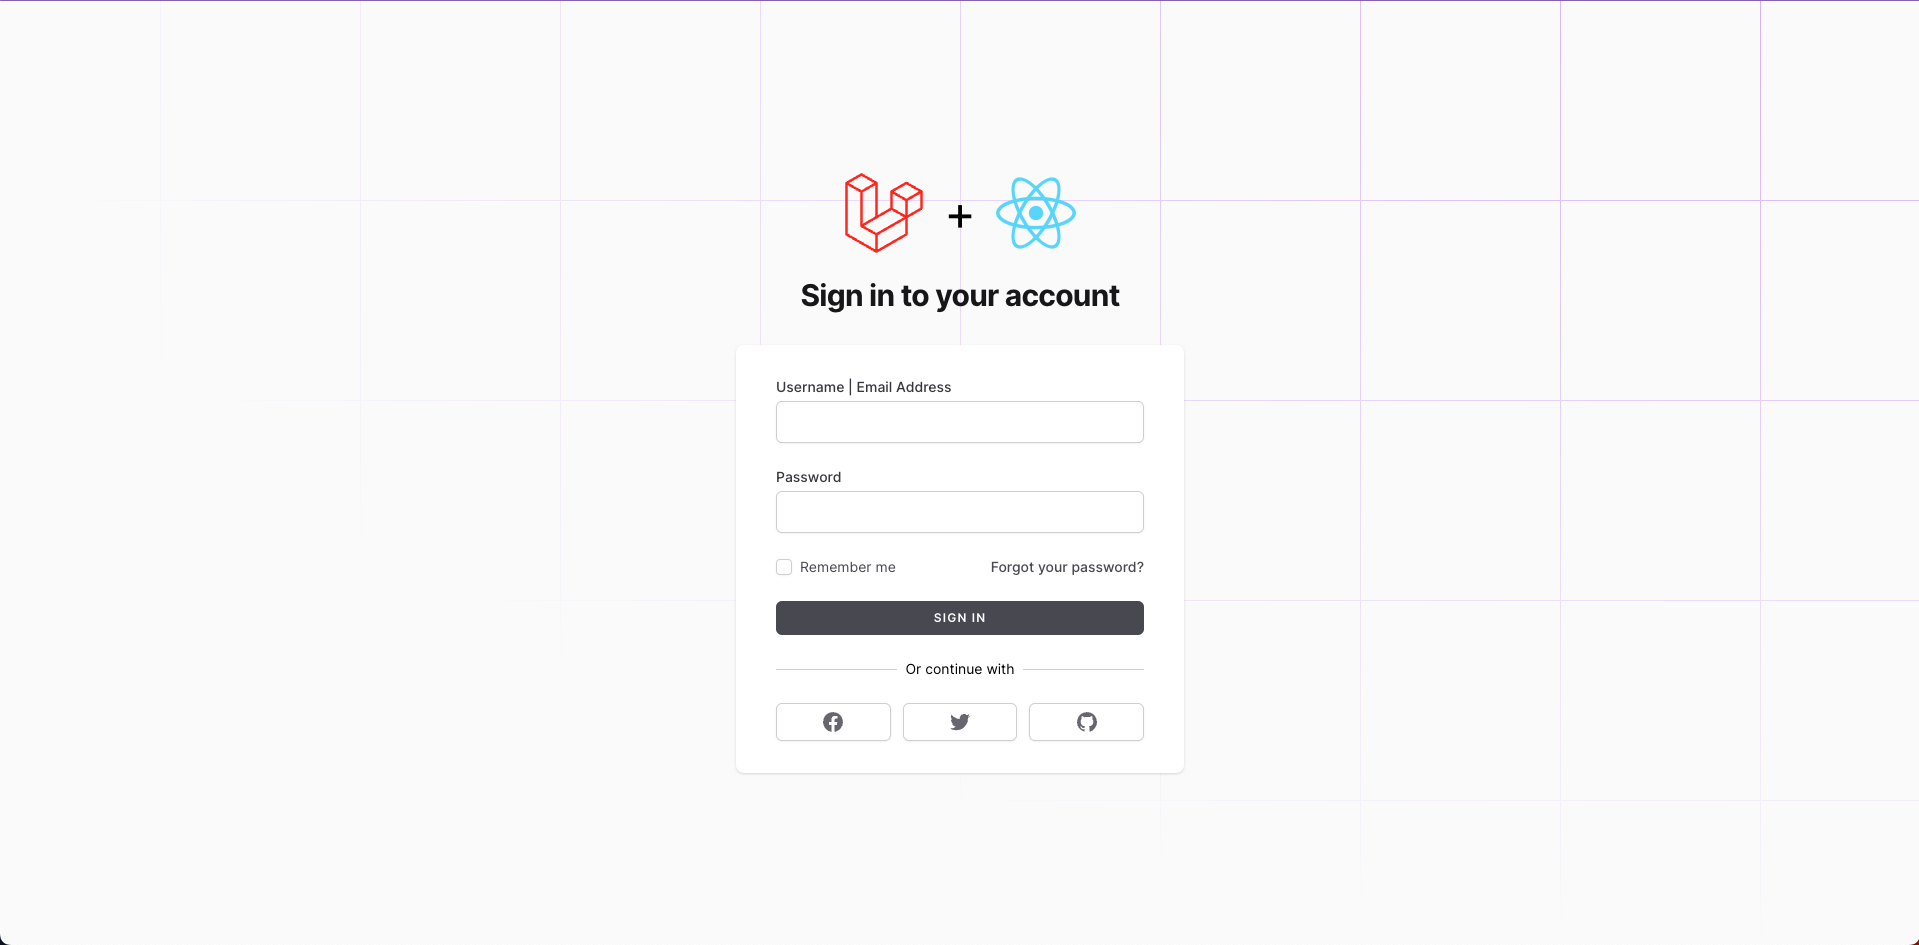 +
Sign in to your account
Username | Email Address
Password
Remember me
Forgot your password?
SIGN IN
Or continue with